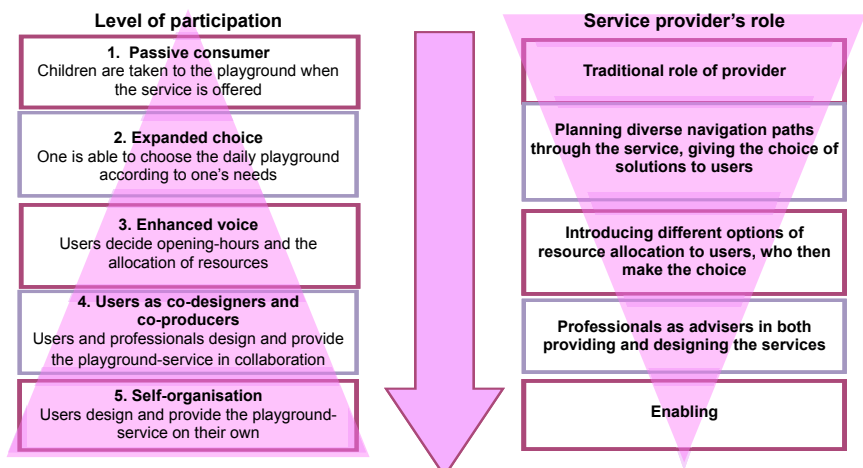 Level of participation
1. Passive consumer
Children are taken to the playground when
the service is offered
2. Expanded choice
One is able to choose the daily playground
according to one's needs
3. Enhanced voice
Users decide opening-hours and the
allocation of resources
4. Users as co-designers and
co-producers
Users and professionals design and provide
the playground-service in collaboration
5. Self-organisation
Users design and provide the playground-
service on their own
Service provider's role
Traditional role of provider
Planning diverse navigation paths
through the service, giving the choice of
solutions to users
Introducing different options of
resource allocation to users, who then
make the choice
Professionals as advisers in both
providing and designing the services
Enabling